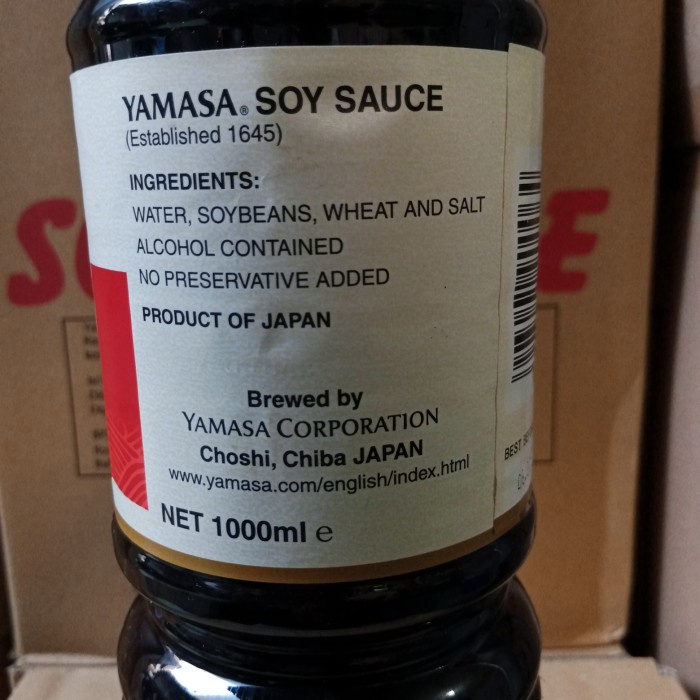 YAMASA® SOY SAUCE
(Established 1645)
INGREDIENTS:
WATER, SOYBEANS, WHEAT AND SALT
ALCOHOL CONTAINED
NO PRESERVATIVE ADDED
PRODUCT OF JAPAN
Brewed by
YAMASA CORPORATION
Choshi, Chiba JAPAN
www.yamasa.com/english/index.html
NET 1000ml ℮
BEST